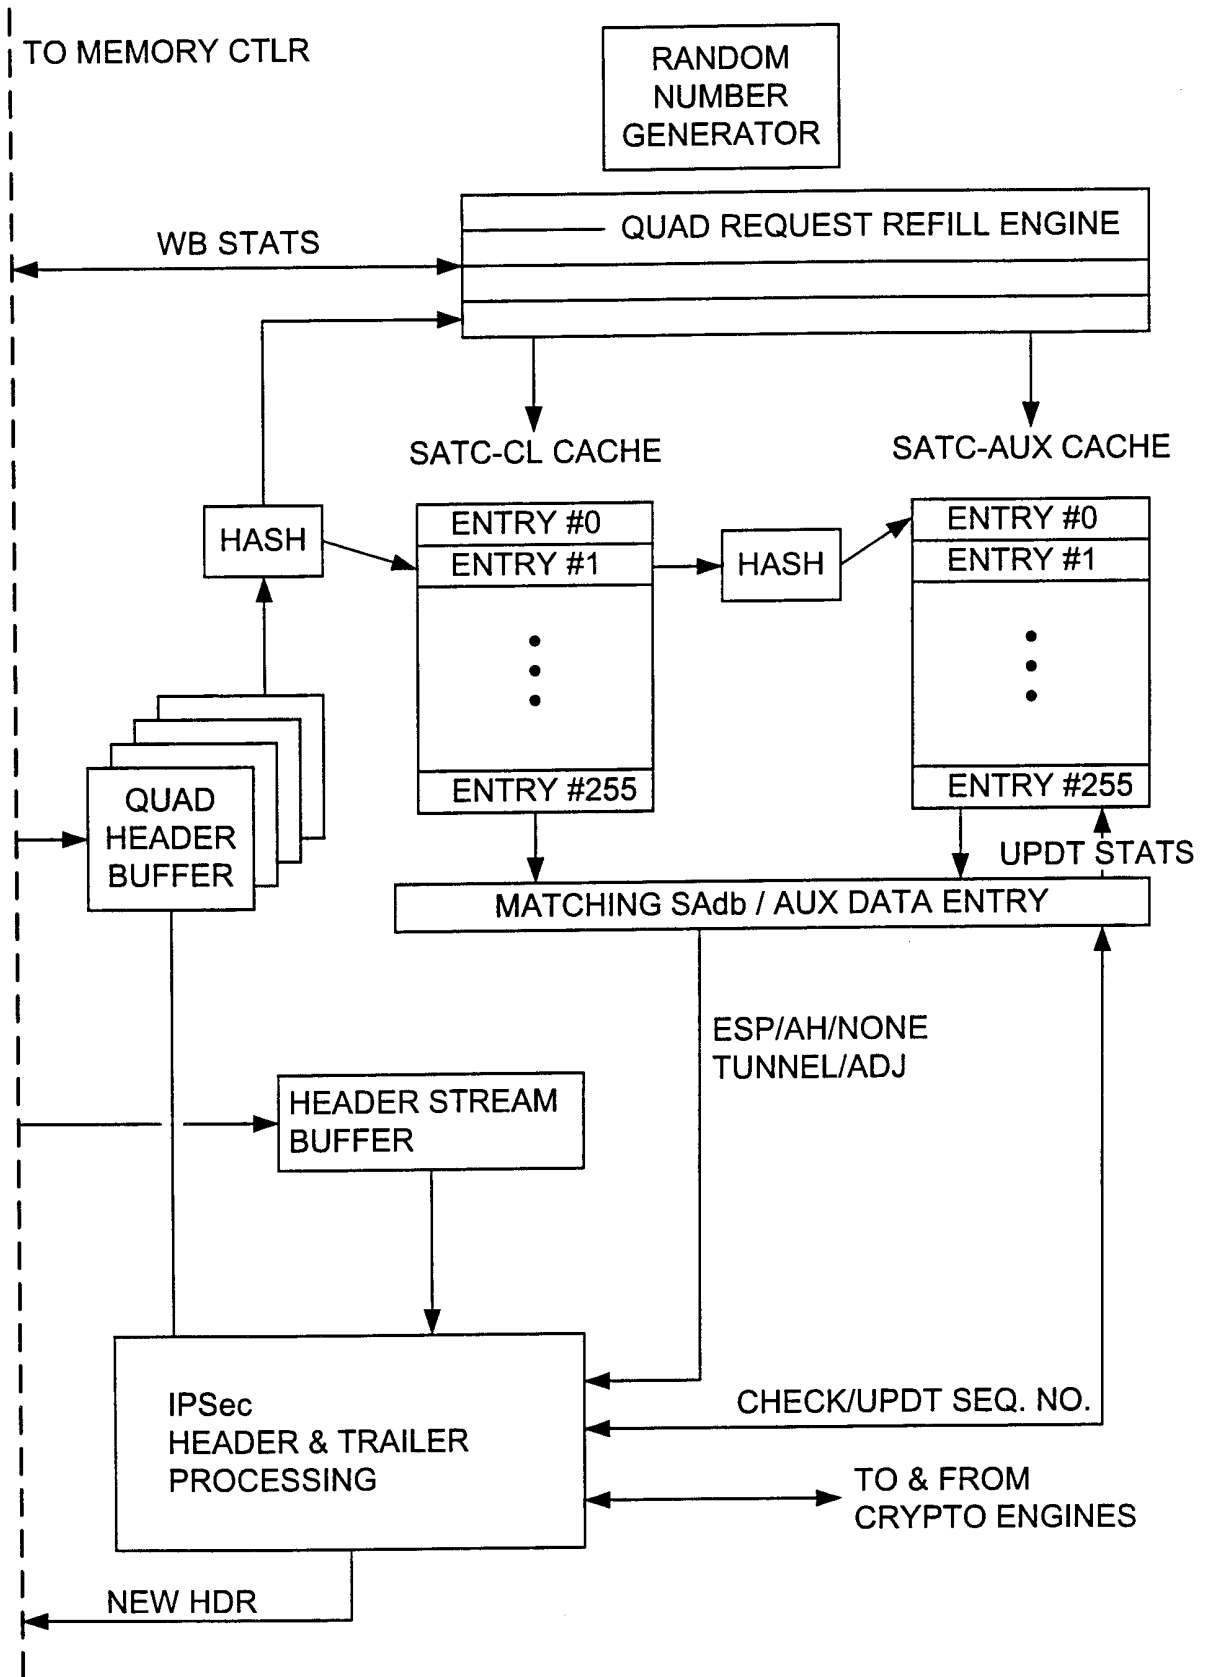 TO MEMORY CTLR
RANDOM
NUMBER
GENERATOR
QUAD REQUEST REFILL ENGINE
WB STATS
SATC-CL CACHE
SATC-AUX CACHE
HASH
ENTRY #0
ENTRY #1
ENTRY #255
HASH
ENTRY #0
ENTRY #1
ENTRY #255
QUAD
HEADER
BUFFER
UPDT STATS
MATCHING SAdb / AUX DATA ENTRY
ESP/AH/NONE
TUNNEL/ADJ
HEADER STREAM
BUFFER
IPSec
HEADER & TRAILER
PROCESSING
CHECK/UPDT SEQ. NO.
TO & FROM
CRYPTO ENGINES
NEW HDR